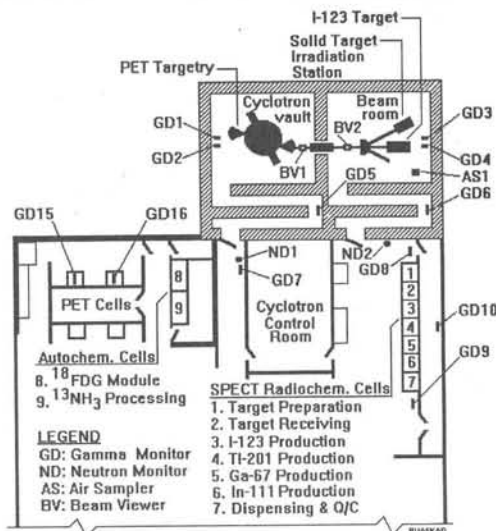 I-123 Target
Solid Target
Irradiation
Station
PET Targetry
Cyclotron
vault
Beam
room
GD1
GD2
BV1
BV2
GD3
GD4
AS1
GD5
GD6
GD15
GD16
ND1
GD7
ND2
GD8
GD10
GD9
PET Cells
8
9
Cyclotron
Control
Room
1
2
3
4
5
6
7
Autochem. Cells
8. 18FDG Module
9. 13NH3 Processing
LEGEND
GD: Gamma Monitor
ND: Neutron Monitor
AS: Air Sampler
BV: Beam Viewer
SPECT Radiochem. Cells
1. Target Preparation
2. Target Receiving
3. I-123 Production
4. Tl-201 Production
5. Ga-67 Production
6. In-111 Production
7. Dispensing & Q/C